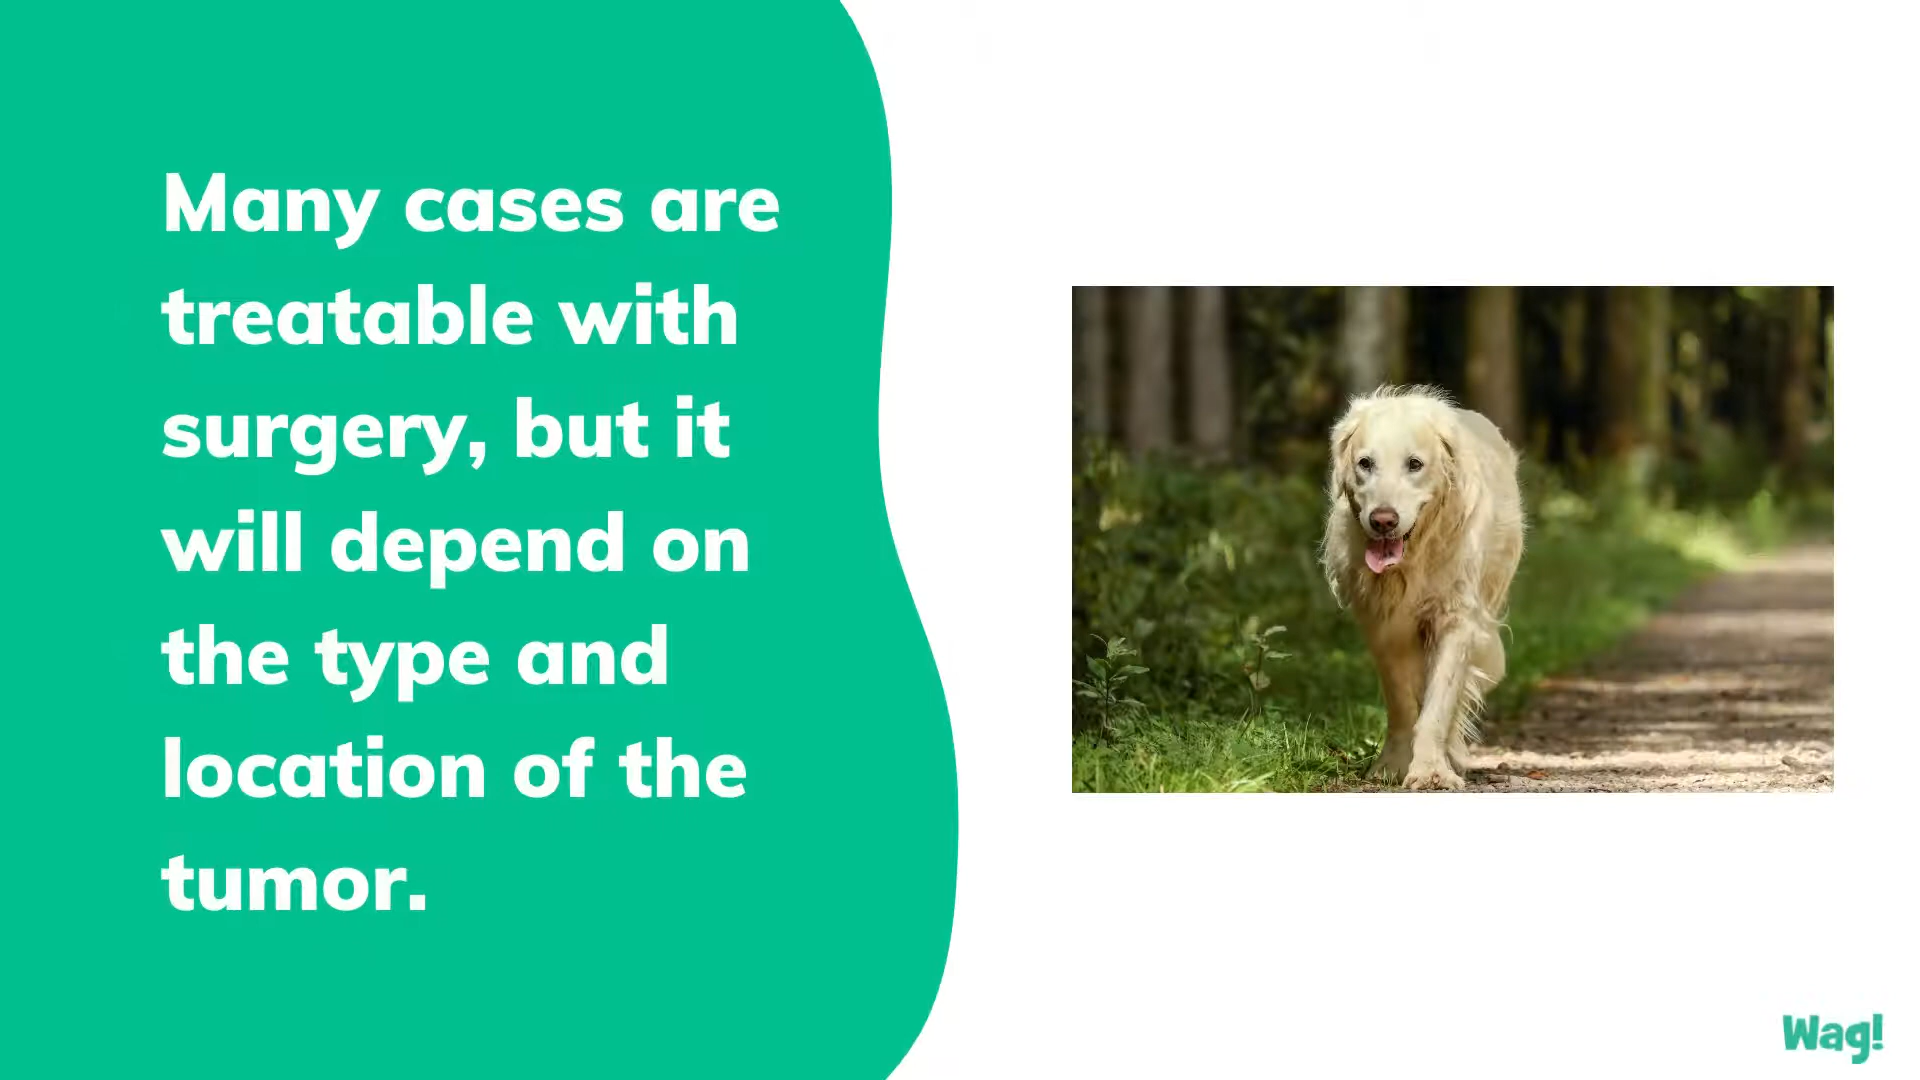 Many cases are
treatable with
surgery, but it
will depend on
the type and
location of the
tumor.
Wag!